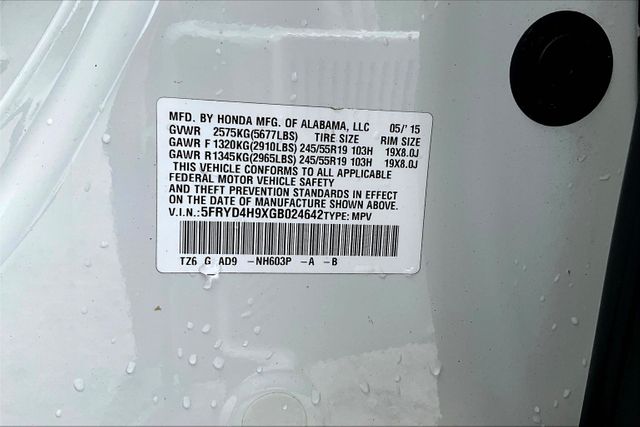 MFD. BY HONDA MFG. OF ALABAMA, LLC 05/'15
GVWR 2575KG(5677LBS) TIRE SIZE RIM SIZE
GAWR F 1320KG(2910LBS) 245/55R19 103H 19X8.0J
GAWR R 1345KG(2965LBS) 245/55R19 103H 19X8.0J
THIS VEHICLE CONFORMS TO ALL APPLICABLE
FEDERAL MOTOR VEHICLE SAFETY
AND THEFT PREVENTION STANDARDS IN EFFECT
ON THE DATE OF MANUFACTURE SHOWN ABOVE.
V.I.N.:5FRYD4H9XGB024642 TYPE: MPV
TZ6 G AD9 -NH603P -A -B